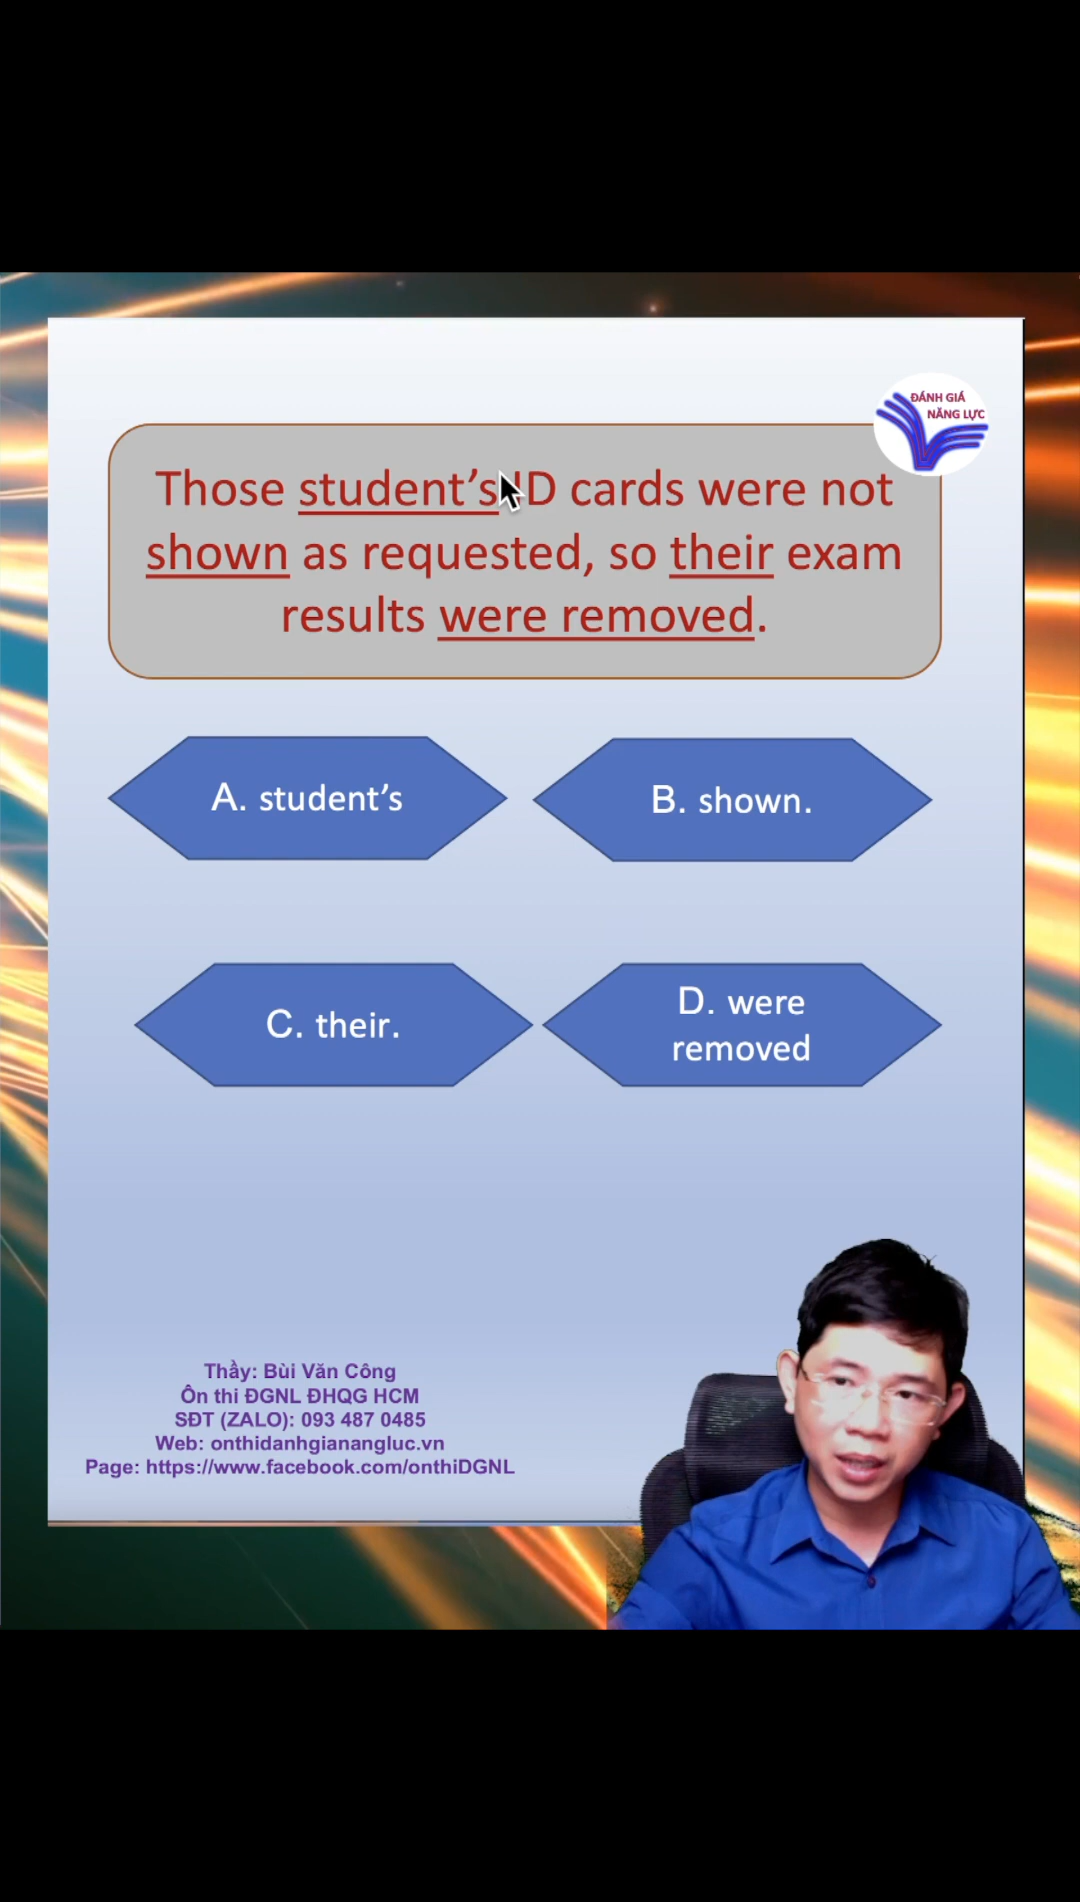 ĐÁNH GIÁ
NĂNG LỰC
Those student’s ID cards were not
shown as requested, so their exam
results were removed.
A. student’s
B. shown.
C. their.
D. were
removed
Thầy: Bùi Văn Công
Ôn thi ĐGNL ĐHQG HCM
SĐT (ZALO): 093 487 0485
Web: onthidanhgianangluc.vn
Page: https://www.facebook.com/onthiDGNL